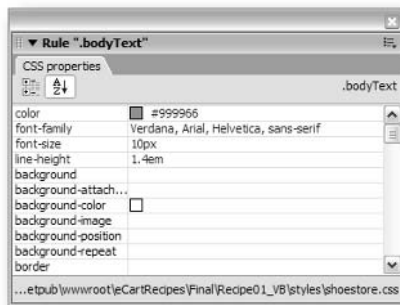 ▼ Rule ".bodyText"
CSS properties
A
Z↓ .bodyText
color #999966
font-family Verdana, Arial, Helvetica, sans-serif
font-size 10px
line-height 1.4em
background
background-attach...
background-color
background-image
background-position
background-repeat
border
...etpub\wwwroot\eCartRecipes\Final\Recipe01_VB\styles\shoestore.css